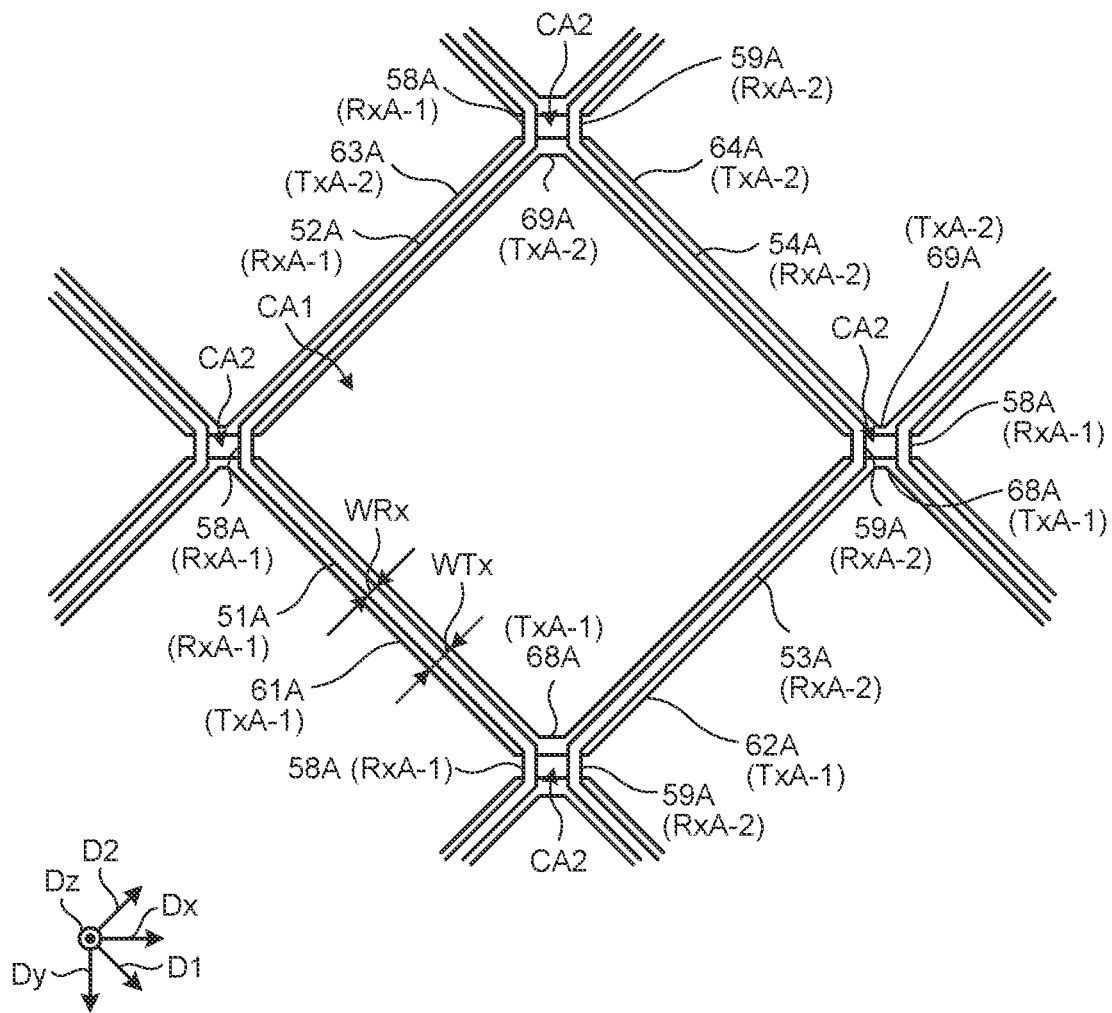 CA2
58A
(RxA-1)
59A
(RxA-2)
63A
(TxA-2)
64A
(TxA-2)
52A
(RxA-1)
69A
(TxA-2)
54A
(RxA-2)
(TxA-2)
69A
CA1
CA2
CA2
58A
(RxA-1)
58A
(RxA-1)
59A
(RxA-2)
68A
(TxA-1)
WRx
WTx
51A
(RxA-1)
(TxA-1)
68A
53A
(RxA-2)
61A
(TxA-1)
62A
(TxA-1)
58A (RxA-1)
59A
(RxA-2)
CA2
D2
Dz
Dx
Dy
D1